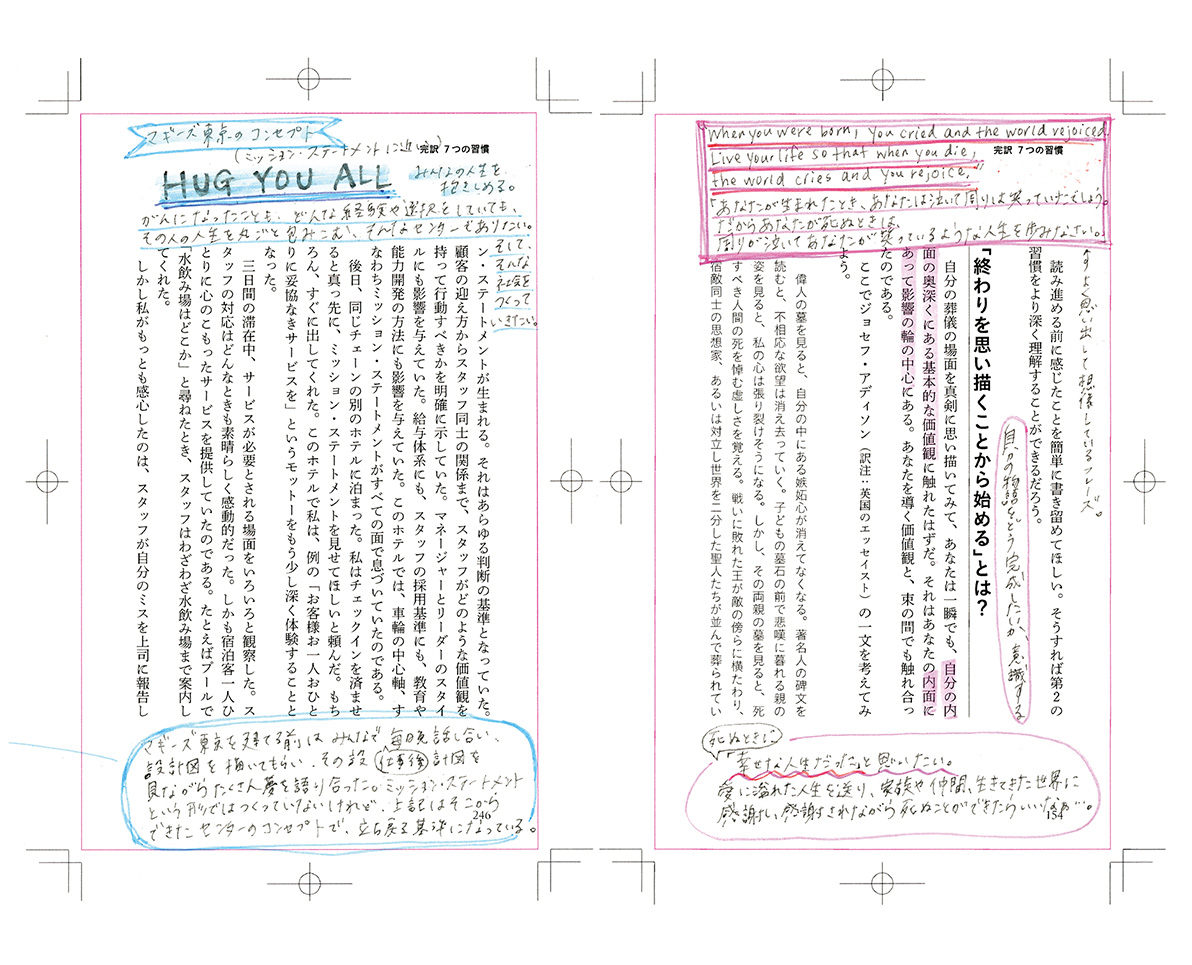 マギーズ東京のコンセプト
(ミッション・ステートメントに近い)
完訳 7つの習慣
HUG YOU ALL
みんなの人生を
抱きしめる。
がんになったことも、どんな経験や選択をしていても、
その人の人生を丸ごと包みこむ、そんなセンターでありたい。
そして、
そんな
社会を
つくって
いきたい。
ン・ステートメントが生まれる。それはあらゆる判断の基準となっていた。
顧客の迎え方からスタッフ同士の関係まで、スタッフがどのような価値観を
持って行動すべきかを明確に示していた。マネージャーとリーダーのスタイ
ルにも影響を与えていた。給与体系にも、スタッフの採用基準にも、教育や
能力開発の方法にも影響を与えていた。このホテルでは、車輪の中心軸、す
なわちミッション・ステートメントがすべての面で息づいていたのである。
後日、同じチェーンの別のホテルに泊まった。私はチェックインを済ませ
ると真っ先に、ミッション・ステートメントを見せてほしいと頼んだ。もち
ろん、すぐに出してくれた。このホテルで私は、例の「お客様お一人おひと
りに妥協なきサービスを」というモットーをもう少し深く体験することと
なった。
三日間の滞在中、サービスが必要とされる場面をいろいろと観察した。ス
タッフの対応はどんなときも素晴らしく感動的だった。しかも宿泊客一人ひ
とりに心のこもったサービスを提供していたのである。たとえばプールで
「水飲み場はどこか」と尋ねたとき、スタッフはわざわざ水飲み場まで案内し
てくれた。
しかし私がもっとも感心したのは、スタッフが自分のミスを上司に報告し
マギーズ東京を建てる前は みんなで 毎晩話し合い、
仕事後
設計図を描いてもらい、その設計図を
見ながらたくさん夢を語り合った。ミッション・ステートメント
という形ではつくっていないけれど、上記はそこから
できたセンターのコンセプトで、立ち戻る基準になっている。
246
When you were born, you cried and the world rejoiced.
Live your life so that when you die,
the world cries and you rejoice."
完訳 7つの習慣
「あなたが生まれたとき、あなたは泣いて周りは笑っていたでしょう。
だからあなたが死ぬときは、
周りが泣いてあなたが笑っているような人生を歩みなさい。」
よく思い出して想像しているフレーズ。
読み進める前に感じたことを簡単に書き留めてほしい。そうすれば第2の
習慣をより深く理解することができるだろう。
自分の物語をどう完成したいか、意識する
「終わりを思い描くことから始める」とは?
自分の葬儀の場面を真剣に思い描いてみて、あなたは一瞬でも、自分の内
面の奥深くにある基本的な価値観に触れたはずだ。それはあなたの内面に
あって影響の輪の中心にある。あなたを導く価値観と、束の間でも触れ合っ
たのである。
ここでジョセフ・アディソン(訳注:英国のエッセイスト)の一文を考えてみ
よう。
偉人の墓を見ると、自分の中にある嫉妬心が消えてなくなる。著名人の碑文を
読むと、不相応な欲望は消え去っていく。子どもの墓石の前で悲嘆に暮れる親の
姿を見ると、私の心は張り裂けそうになる。しかし、その両親の墓を見ると、死
すべき人間の死を悼む虚しさを覚える。戦いに敗れた王が敵の傍らに横たわり、
宿敵同士の思想家、あるいは対立し世界を二分した聖人たちが並んで葬られてい
死ぬときに
「幸せな人生だった」と思いたい。
愛に溢れた人生を送り、家族や仲間、生きてきた世界に
感謝し感謝されながら死ぬことができたらいいなぁ…。
154